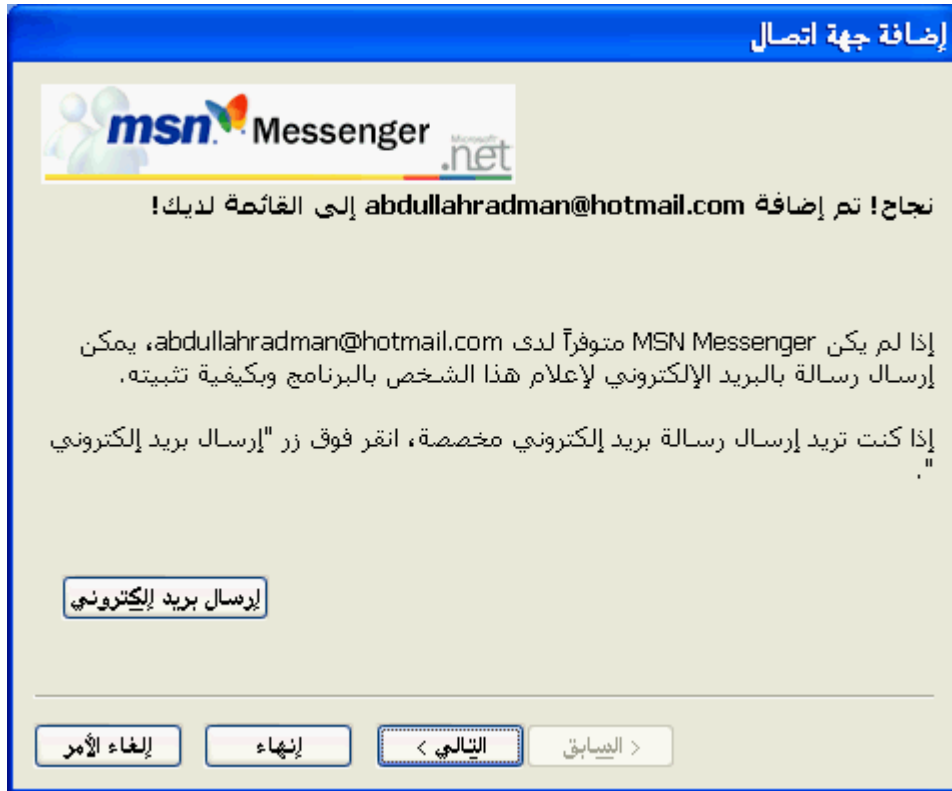 إضافة جهة اتصال
msn Messenger
Microsoft
.net
نجاح! تم إضافة abdullahradman@hotmail.com إلى القائمة لديك!
إذا لم يكن MSN Messenger متوفراً لدى abdullahradman@hotmail.com، يمكن
إرسال رسالة بالبريد الإلكتروني لإعلام هذا الشخص بالبرنامج وبكيفية تثبيته.
إذا كنت تريد إرسال رسالة بريد إلكتروني مخصصة، انقر فوق زر "إرسال بريد إلكتروني
".
إرسال بريد إلكتروني
< السابق
التالي >
إنهاء
إلغاء الأمر